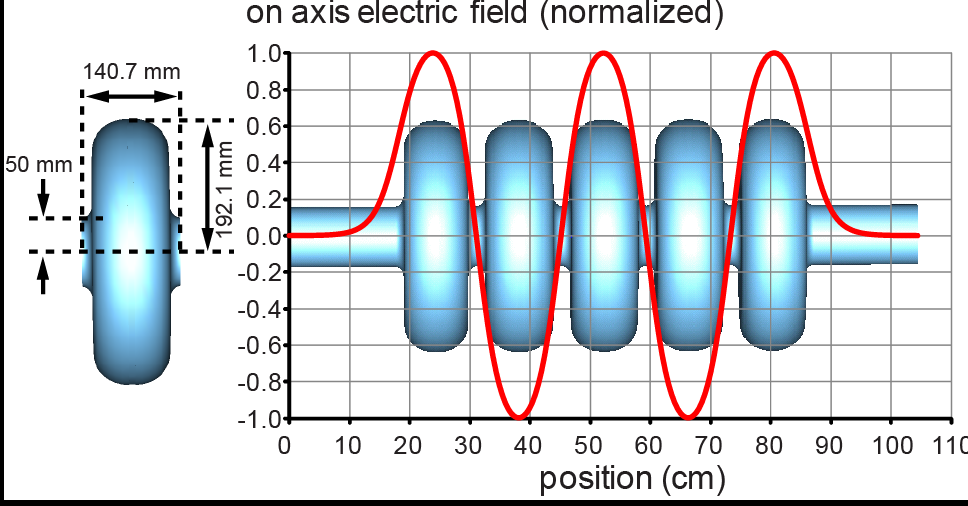 on axis electric field (normalized)
140.7 mm
50 mm
192.1 mm
1.0
0.8
0.6
0.4
0.2
0.0
-0.2
-0.4
-0.6
-0.8
-1.0
0 10 20 30 40 50 60 70 80 90 100 110
position (cm)